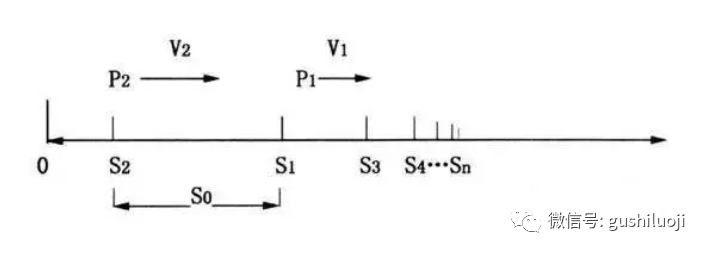 V2 V1
P2 P1
0 S2 S1 S3 S4···Sn
S0
微信号: gushiluoji